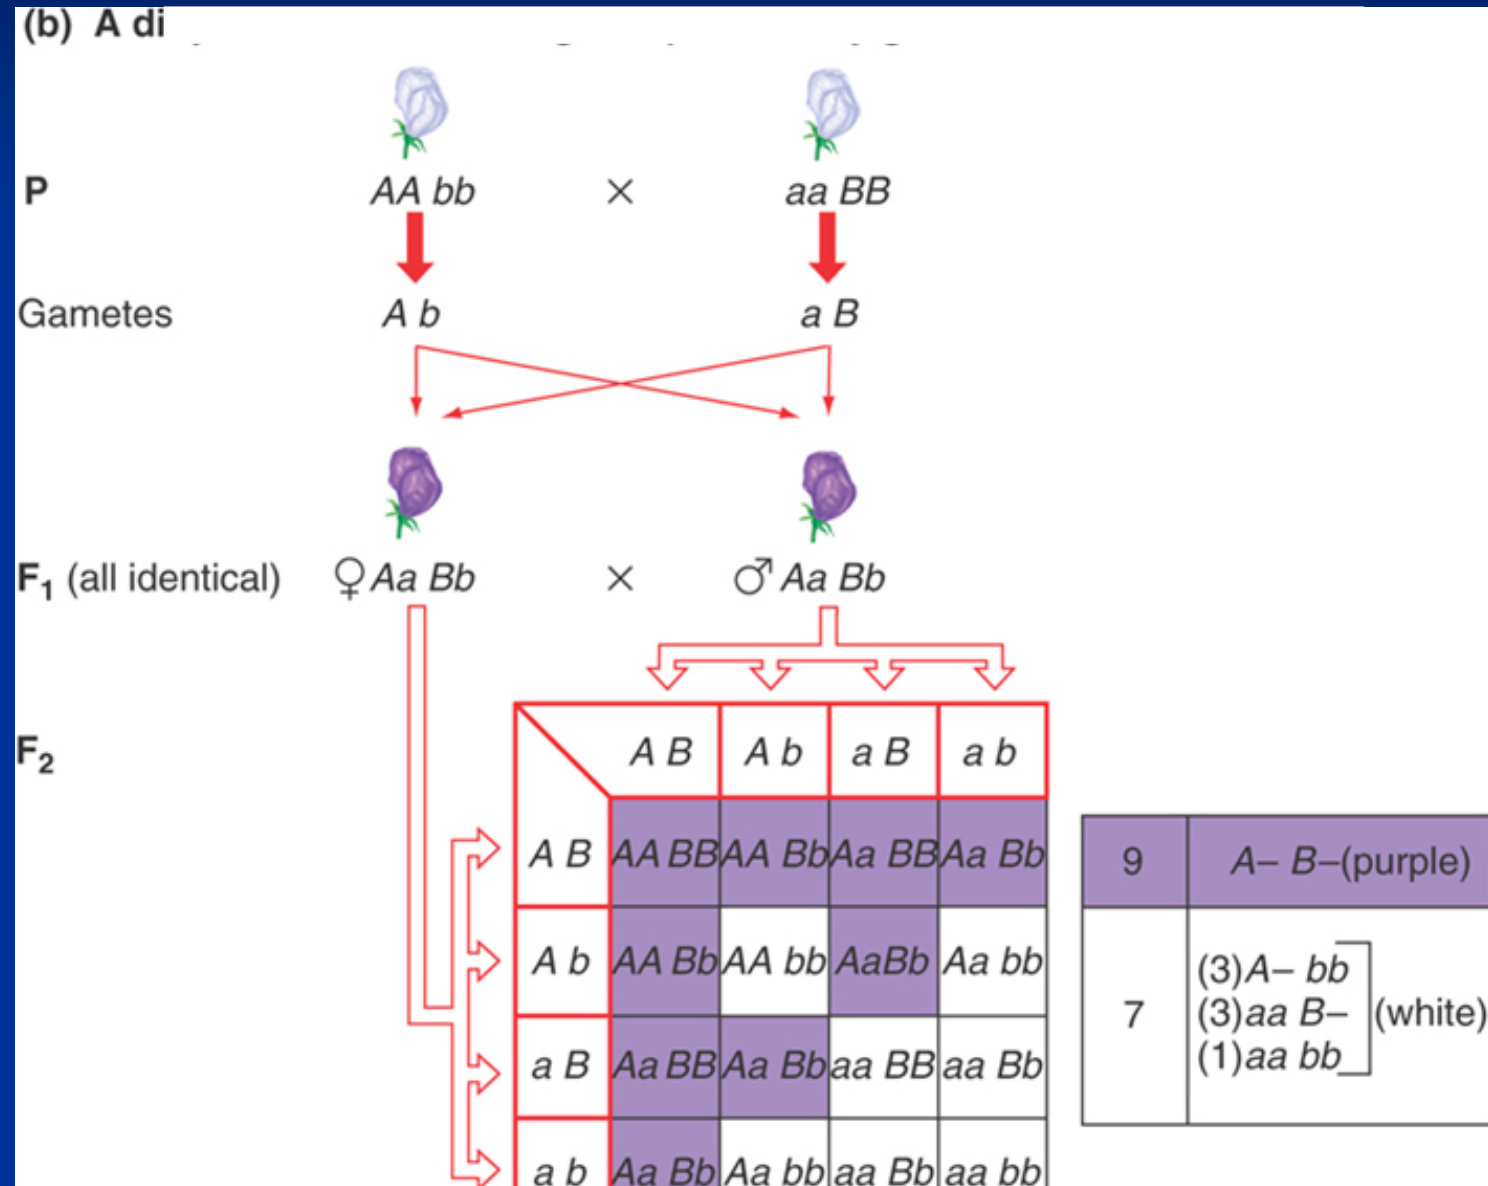 (b) A di
P AA bb × aa BB
Gametes A b a B
F1 (all identical) ♀ Aa Bb × ♂ Aa Bb
F2
A B A b a B a b
A B AA BB AA Bb Aa BB Aa Bb
A b AA Bb AA bb AaBb Aa bb
a B Aa BB Aa Bb aa BB aa Bb
a b Aa Bb Aa bb aa Bb aa bb
9 A– B–(purple)
7 (3)A– bb
(3)aa B– (white)
(1)aa bb